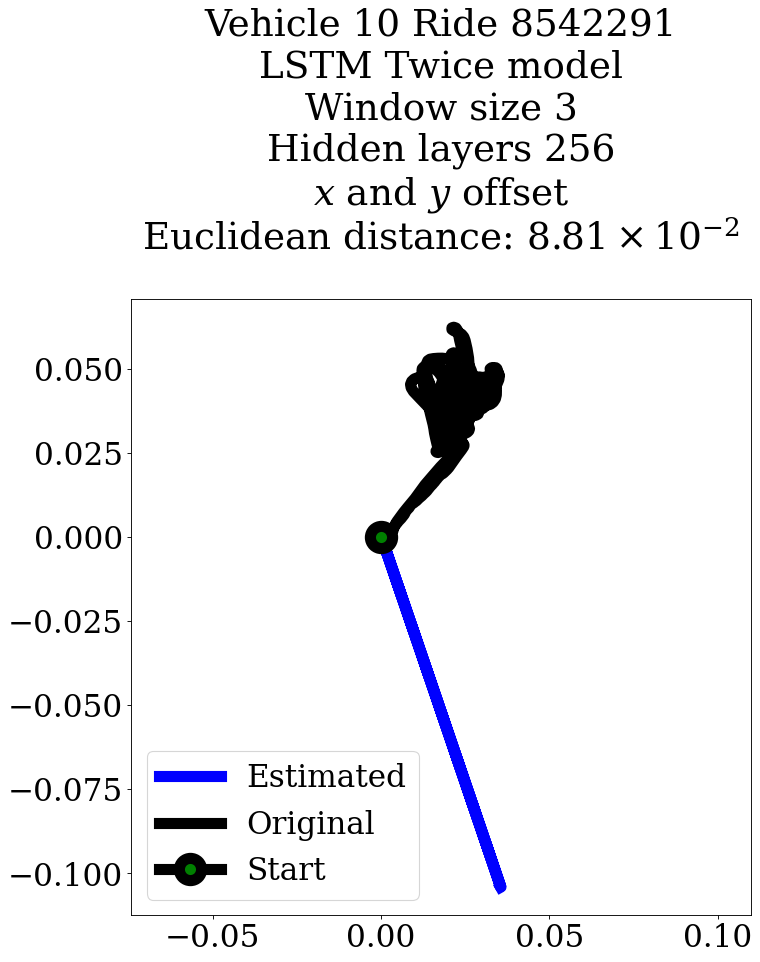 Vehicle 10 Ride 8542291
LSTM Twice model
Window size 3
Hidden layers 256
x and y offset
Euclidean distance: 8.81 × 10⁻²
0.050
0.025
0.000
−0.025
−0.050
−0.075
−0.100
Estimated
Original
Start
−0.05 0.00 0.05 0.10